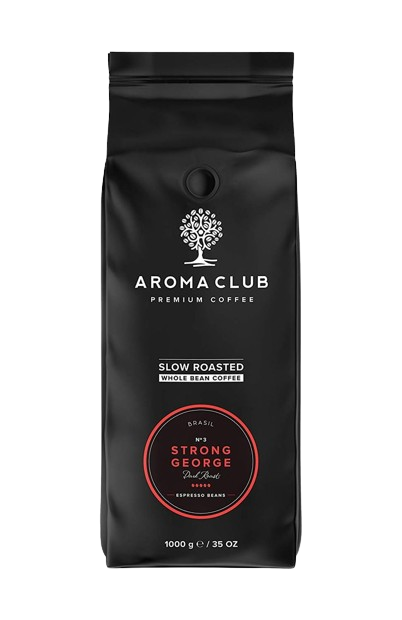 AROMA CLUB
PREMIUM COFFEE
SLOW ROASTED
WHOLE BEAN COFFEE
BRASIL
Nº3
STRONG
GEORGE
Dark Roast
ESPRESSO BEANS
1000 g ℮ / 35 OZ